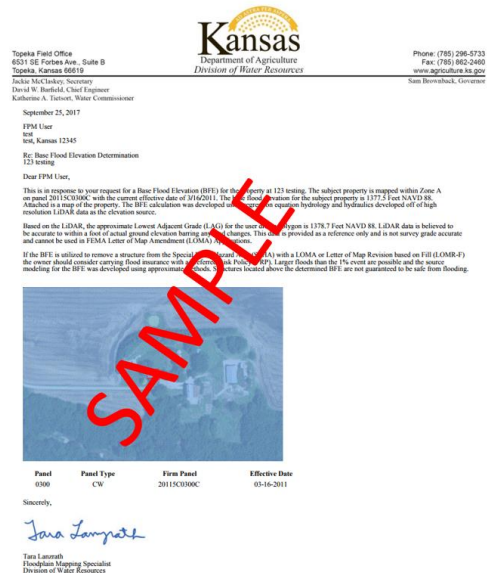 Kansas
Department of Agriculture
Division of Water Resources
Topeka Field Office
6531 SE Forbes Ave., Suite B
Topeka, Kansas 66619
Phone: (785) 296-5733
Fax: (785) 862-2460
www.agriculture.ks.gov
Jackie McClaskey, Secretary
David W. Barfield, Chief Engineer
Katherine A. Tietsort, Water Commissioner
Sam Brownback, Governor
September 25, 2017
FPM User
test
test, Kansas 12345
Re: Base Flood Elevation Determination
123 testing
Dear FPM User,
This is in response to your request for a Base Flood Elevation (BFE) for the property at 123 testing. The subject property is mapped within Zone A
on panel 20115C0300C with the current effective date of 3/16/2011. The base flood elevation for the subject property is 1377.5 Feet NAVD 88.
Attached is a map of the property. The BFE calculation was developed using regression equation hydrology and hydraulics developed off of high
resolution LiDAR data as the elevation source.
Based on the LiDAR, the approximate Lowest Adjacent Grade (LAG) for the user polygon is 1378.7 Feet NAVD 88. LiDAR data is believed to
be accurate to within a foot of actual ground elevation barring any changes. This data is provided as a reference only and is not survey grade accurate
and cannot be used in FEMA Letter of Map Amendment (LOMA) Applications.
If the BFE is utilized to remove a structure from the Special Hazard Area with a LOMA or Letter of Map Revision based on Fill (LOMR-F)
the owner should consider carrying flood insurance with a Preferred Risk Policy (PRP). Larger floods than the 1% event are possible and the source
modeling for the BFE was developed using approximate methods. Structures located above the determined BFE are not guaranteed to be safe from flooding.
SAMPLE
Panel Panel Type Firm Panel Effective Date
0300 CW 20115C0300C 03-16-2011
Sincerely,
Tara Lanzrath
Tara Lanzrath
Floodplain Mapping Specialist
Division of Water Resources